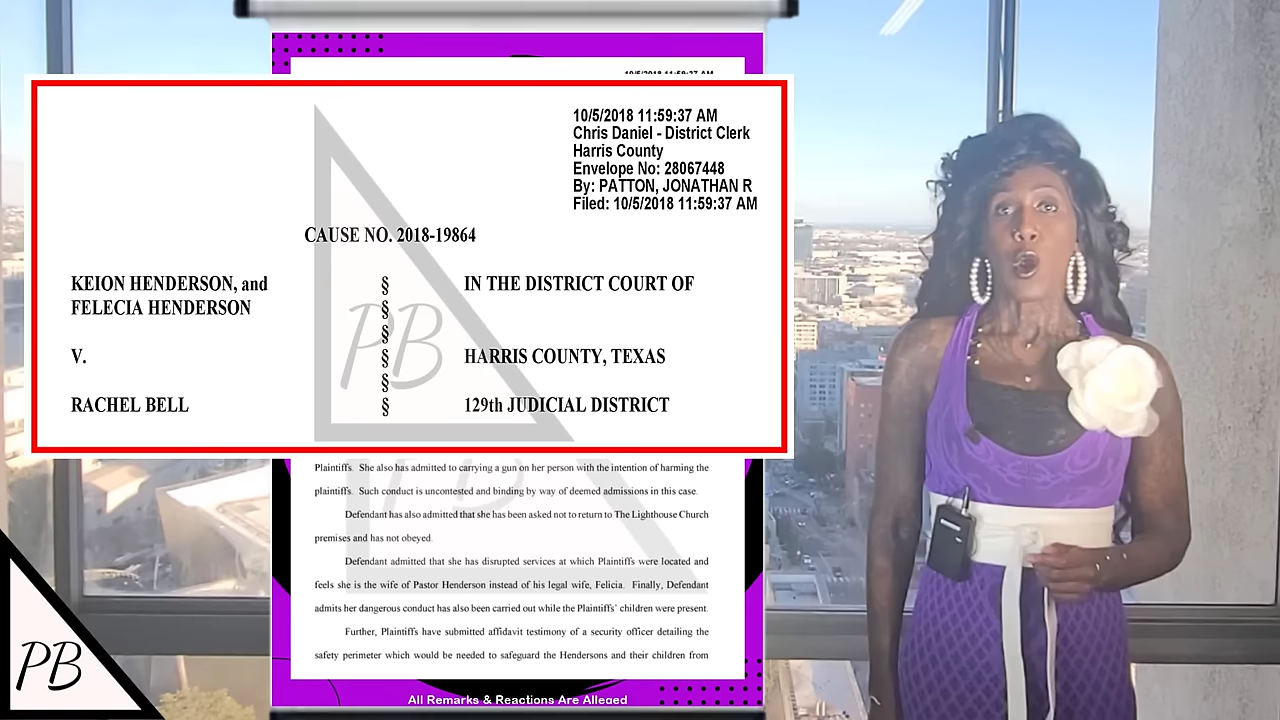 10/5/2018 11:59:37 AM
10/5/2018 11:59:37 AM
Chris Daniel - District Clerk
Harris County
Envelope No: 28067448
By: PATTON, JONATHAN R
Filed: 10/5/2018 11:59:37 AM
CAUSE NO. 2018-19864
KEION HENDERSON, and § IN THE DISTRICT COURT OF
FELECIA HENDERSON §
§
V. § HARRIS COUNTY, TEXAS
§
RACHEL BELL § 129th JUDICIAL DISTRICT
PB
Plaintiffs. She also has admitted to carrying a gun on her person with the intention of harming the
plaintiffs. Such conduct is uncontested and binding by way of deemed admissions in this case.
Defendant has also admitted that she has been asked not to return to The Lighthouse Church
premises and has not obeyed.
Defendant admitted that she has disrupted services at which Plaintiffs were located and
feels she is the wife of Pastor Henderson instead of his legal wife, Felicia. Finally, Defendant
admits her dangerous conduct has also been carried out while the Plaintiffs' children were present.
Further, Plaintiffs have submitted affidavit testimony of a security officer detailing the
safety perimeter which would be needed to safeguard the Hendersons and their children from
All Remarks & Reactions Are Alleged
PB